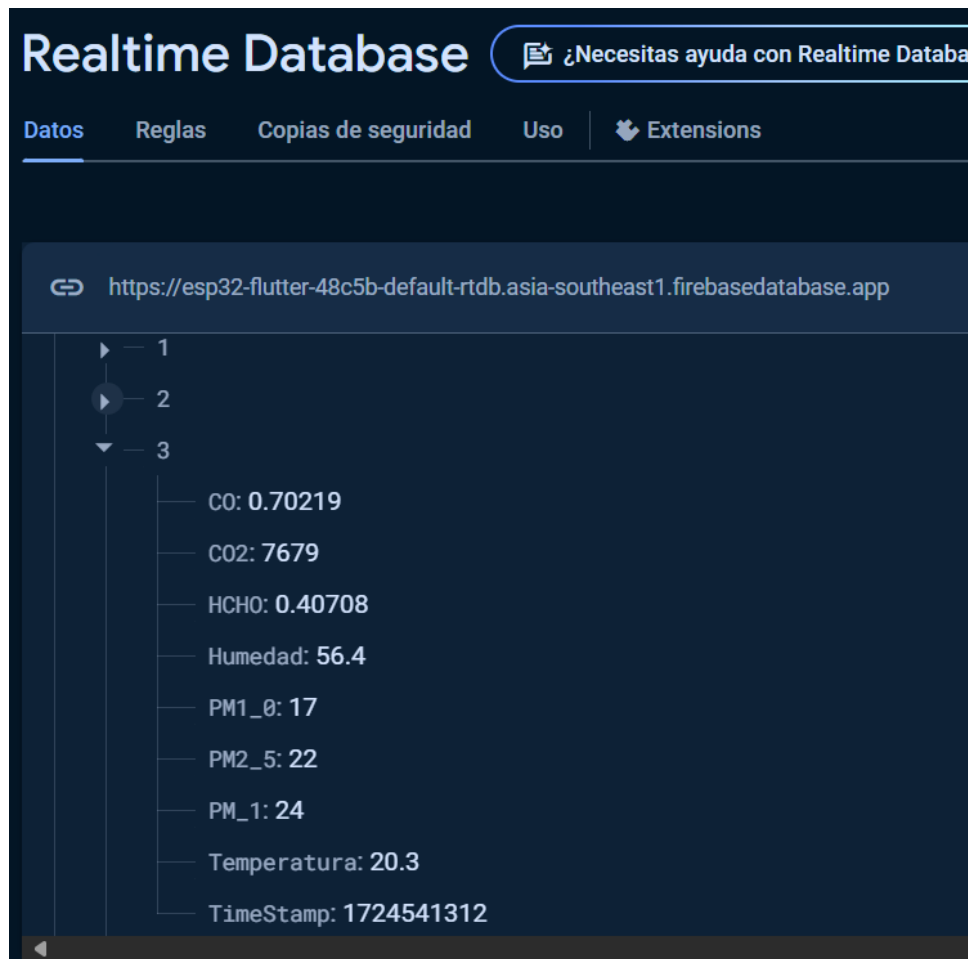 Realtime Database
¿Necesitas ayuda con Realtime Databa
Datos Reglas Copias de seguridad Uso Extensions
https://esp32-flutter-48c5b-default-rtdb.asia-southeast1.firebasedatabase.app
1
2
3
CO: 0.70219
CO2: 7679
HCHO: 0.40708
Humedad: 56.4
PM1_0: 17
PM2_5: 22
PM_1: 24
Temperatura: 20.3
TimeStamp: 1724541312